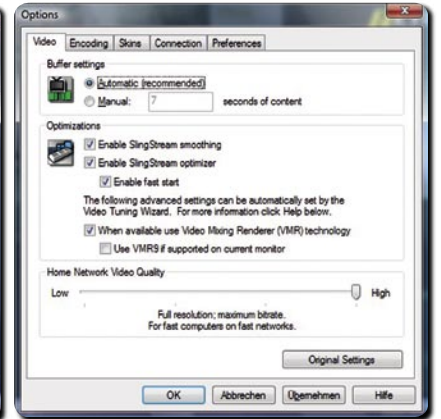 Options
Video Encoding Skins Connection Preferences
Buffer settings
Automatic (recommended)
Manual: 7 seconds of content
Optimizations
Enable SlingStream smoothing
Enable SlingStream optimizer
Enable fast start
The following advanced settings can be automatically set by the
Video Tuning Wizard. For more information click Help below.
When available use Video Mixing Renderer (VMR) technology
Use VMR9 if supported on current monitor
Home Network Video Quality
Low High
Full resolution; maximum bitrate.
For fast computers on fast networks.
Original Settings
OK Abbrechen Übernehmen Hilfe